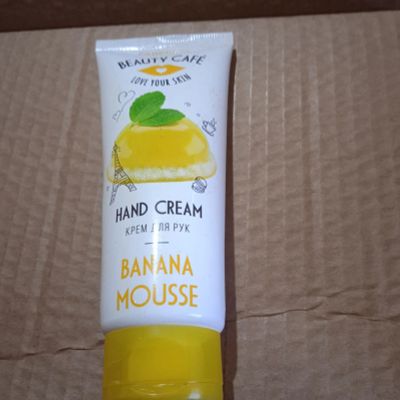 BEAUTY CAFÉ
LOVE YOUR SKIN
HAND CREAM
КРЕМ ДЛЯ РУК
BANANA
MOUSSE